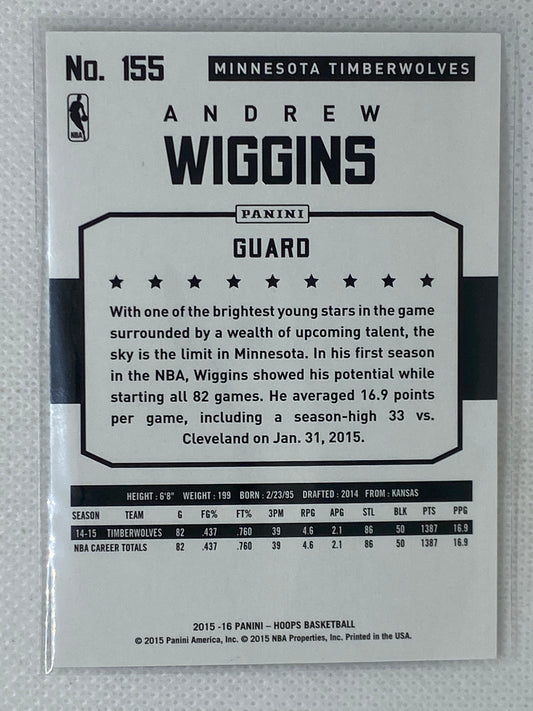 No. 155
MINNESOTA TIMBERWOLVES
NBA
ANDREW
WIGGINS
PANINI
GUARD
With one of the brightest young stars in the game
surrounded by a wealth of upcoming talent, the
sky is the limit in Minnesota. In his first season
in the NBA, Wiggins showed his potential while
starting all 82 games. He averaged 16.9 points
per game, including a season-high 33 vs.
Cleveland on Jan. 31, 2015.
HEIGHT : 6'8" WEIGHT : 199 BORN : 2/23/95 DRAFTED : 2014 FROM : KANSAS
SEASON TEAM G FG% FT% 3PM RPG APG STL BLK PTS PPG
14-15 TIMBERWOLVES 82 .437 .760 39 4.6 2.1 86 50 1387 16.9
NBA CAREER TOTALS 82 .437 .760 39 4.6 2.1 86 50 1387 16.9
2015 -16 PANINI – HOOPS BASKETBALL
© 2015 Panini America, Inc. © 2015 NBA Properties, Inc. Printed in the USA.